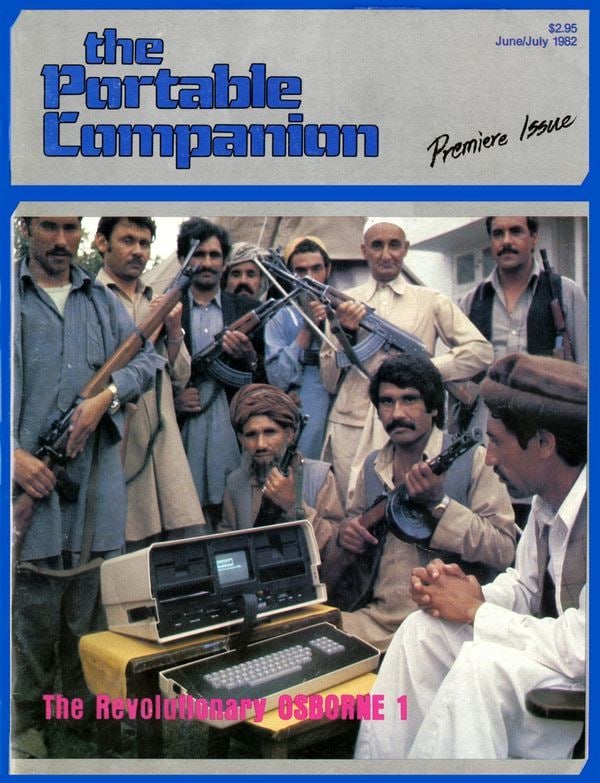 $2.95
June/July 1982
the
Portable
Companion
Premiere Issue
The Revolutionary OSBORNE 1